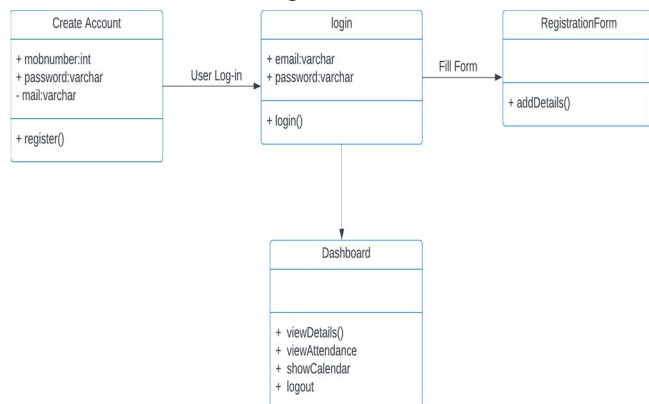 Create Account
+ mobnumber:int
+ password:varchar
- mail:varchar
+ register()
User Log-in
login
+ email:varchar
+ password:varchar
+ login()
Fill Form
RegistrationForm
+ addDetails()
Dashboard
+ viewDetails()
+ viewAttendance
+ showCalendar
+ logout